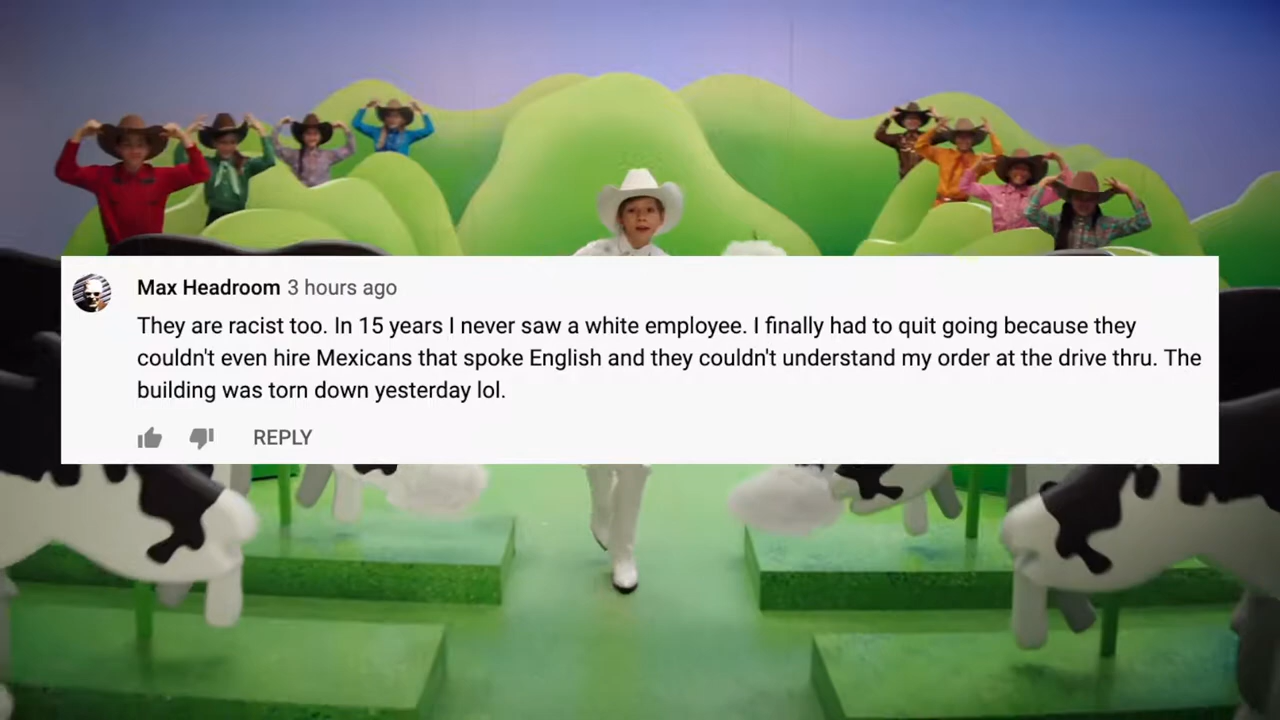 Max Headroom 3 hours ago
They are racist too. In 15 years I never saw a white employee. I finally had to quit going because they
couldn't even hire Mexicans that spoke English and they couldn't understand my order at the drive thru. The
building was torn down yesterday lol.
REPLY